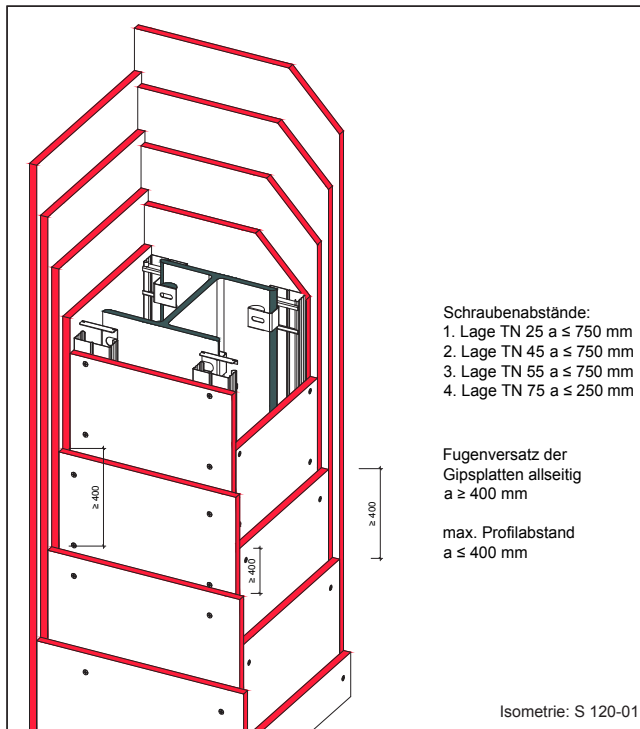 Schraubenabstände:
1. Lage TN 25 a ≤ 750 mm
2. Lage TN 45 a ≤ 750 mm
3. Lage TN 55 a ≤ 750 mm
4. Lage TN 75 a ≤ 250 mm
Fugenversatz der
Gipsplatten allseitig
a ≥ 400 mm
max. Profilabstand
a ≤ 400 mm
≥ 400
≥ 400
≥ 400
Isometrie: S 120-01